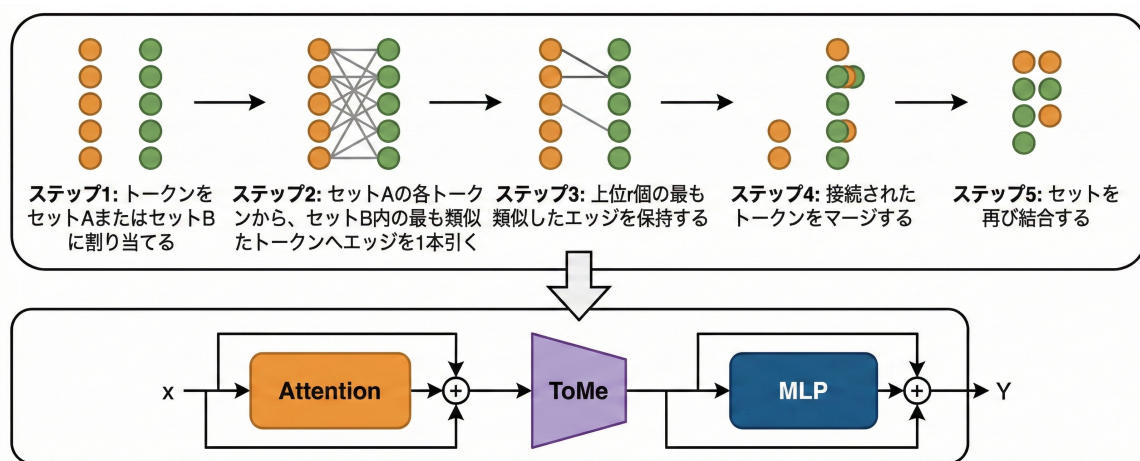 ステップ1: トークンを
セットAまたはセットB
に割り当てる
ステップ2: セットAの各トーク
ンから、セットB内の最も類似し
たトークンへエッジを1本引く
ステップ3: 上位r個の最も
類似したエッジを保持する
ステップ4: 接続された
トークンをマージする
ステップ5: セットを
再び結合する
x
Attention
+
ToMe
MLP
+
Y